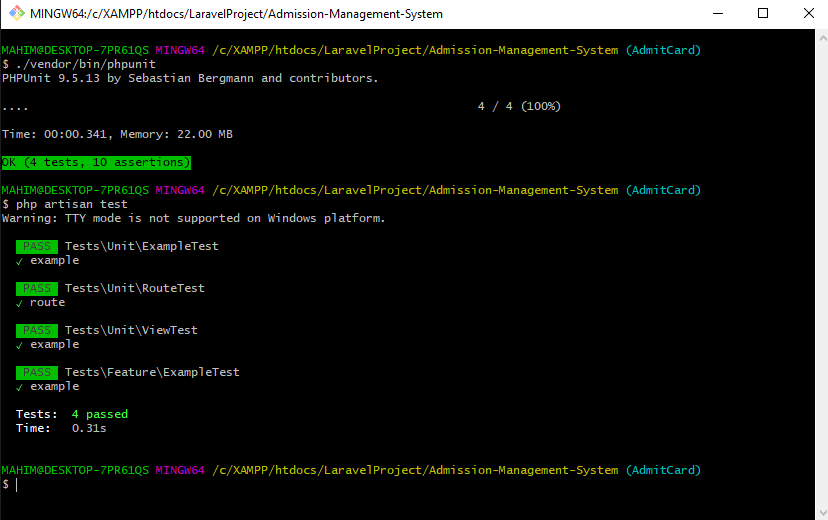 MINGW64:/c/XAMPP/htdocs/LaravelProject/Admission-Management-System
MAHIM@DESKTOP-7PR61QS MINGW64 /c/XAMPP/htdocs/LaravelProject/Admission-Management-System (AdmitCard)
$ ./vendor/bin/phpunit
PHPUnit 9.5.13 by Sebastian Bergmann and contributors.
.... 4 / 4 (100%)
Time: 00:00.341, Memory: 22.00 MB
OK (4 tests, 10 assertions)
MAHIM@DESKTOP-7PR61QS MINGW64 /c/XAMPP/htdocs/LaravelProject/Admission-Management-System (AdmitCard)
$ php artisan test
Warning: TTY mode is not supported on Windows platform.
PASS Tests\Unit\ExampleTest
✓ example
PASS Tests\Unit\RouteTest
✓ route
PASS Tests\Unit\ViewTest
✓ example
PASS Tests\Feature\ExampleTest
✓ example
Tests: 4 passed
Time: 0.31s
MAHIM@DESKTOP-7PR61QS MINGW64 /c/XAMPP/htdocs/LaravelProject/Admission-Management-System (AdmitCard)
$